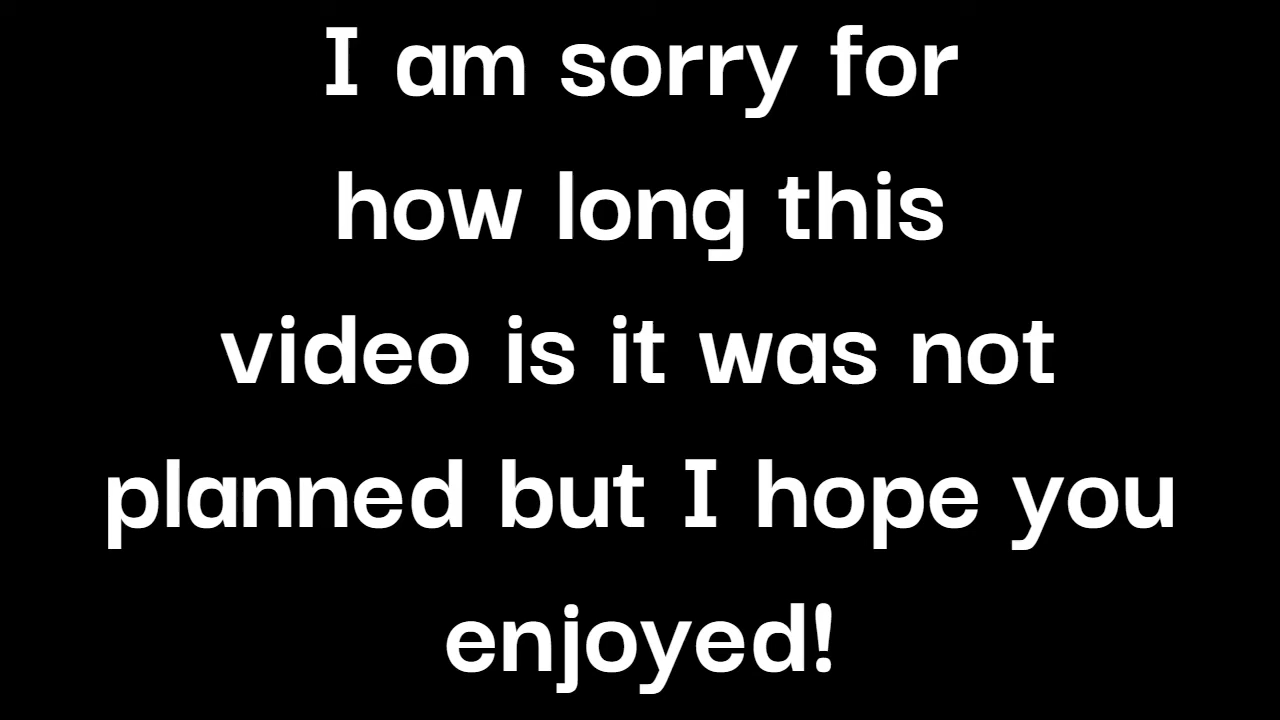 I am sorry for
how long this
video is it was not
planned but I hope you
enjoyed!